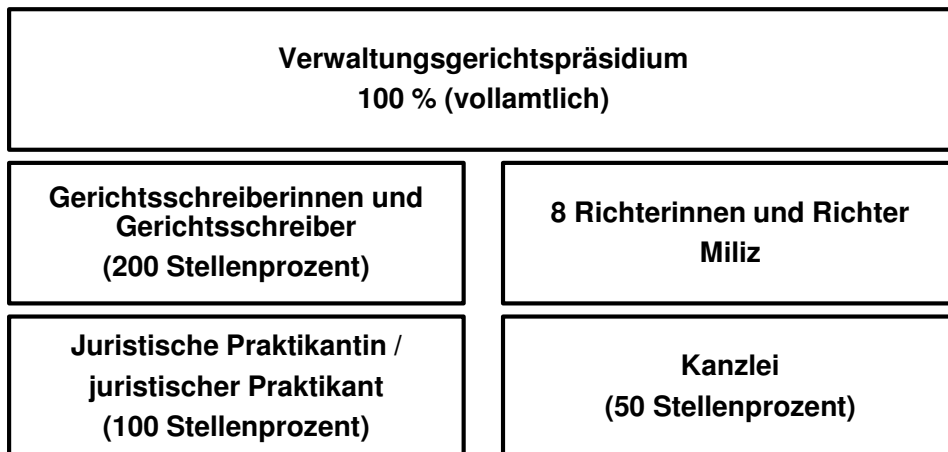 Verwaltungsgerichtspräsidium
100 % (vollamtlich)
Gerichtsschreiberinnen und
Gerichtsschreiber
(200 Stellenprozent)
8 Richterinnen und Richter
Miliz
Juristische Praktikantin /
juristischer Praktikant
(100 Stellenprozent)
Kanzlei
(50 Stellenprozent)